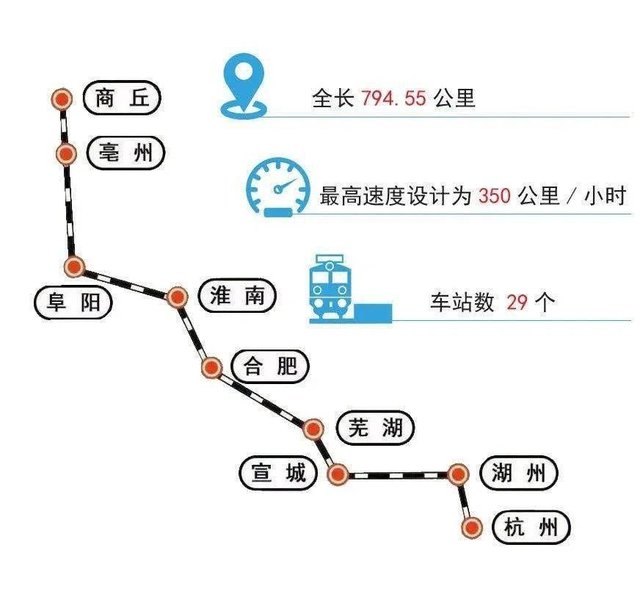 商丘
全长 794.55 公里
亳州
最高速度设计为 350 公里 / 小时
阜阳
淮南
车站数 29 个
合肥
芜湖
宣城
湖州
杭州